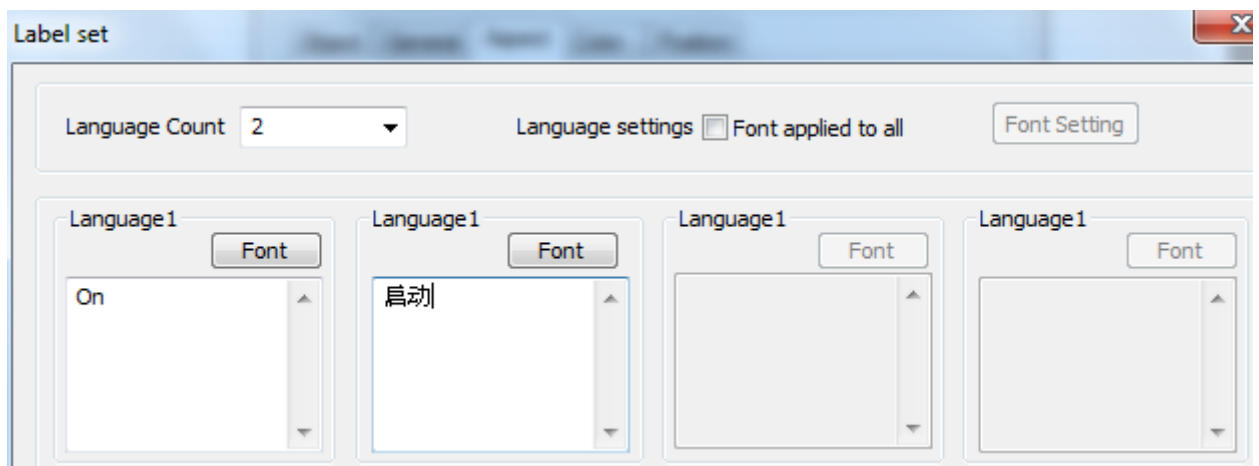 Label set
Language Count 2 Language settings Font applied to all Font Setting
Language1 Language1 Language1 Language1
Font Font Font Font
On 启动